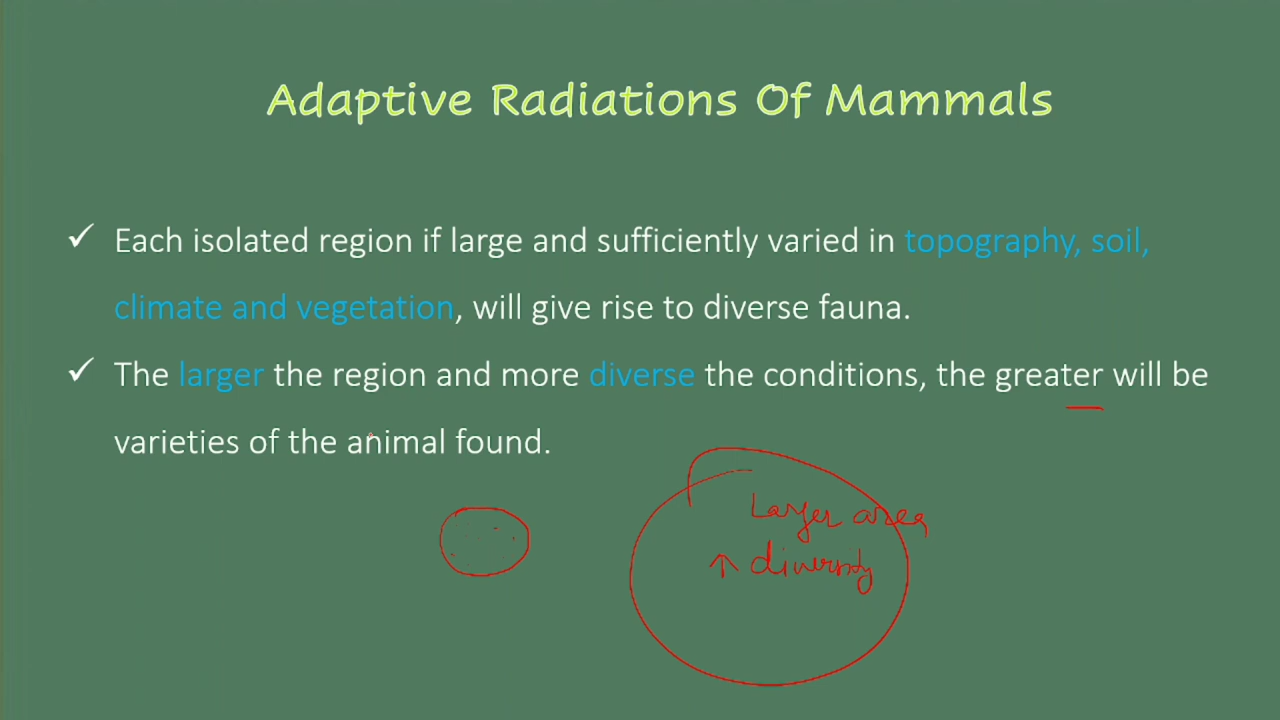 Adaptive Radiations Of Mammals
✓ Each isolated region if large and sufficiently varied in topography, soil,
climate and vegetation, will give rise to diverse fauna.
✓ The larger the region and more diverse the conditions, the greater will be
varieties of the animal found.
Larger area
↑ diversity